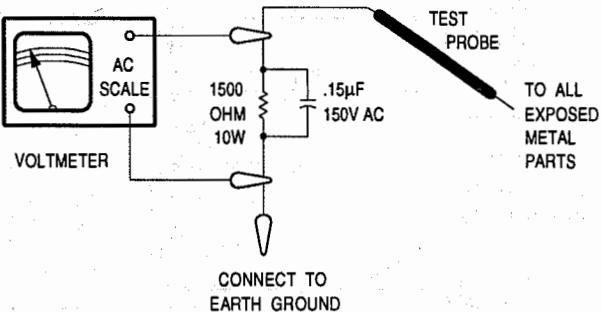 TEST
PROBE
AC
SCALE
1500
OHM
10W
.15µF
150V AC
TO ALL
EXPOSED
METAL
PARTS
VOLTMETER
CONNECT TO
EARTH GROUND